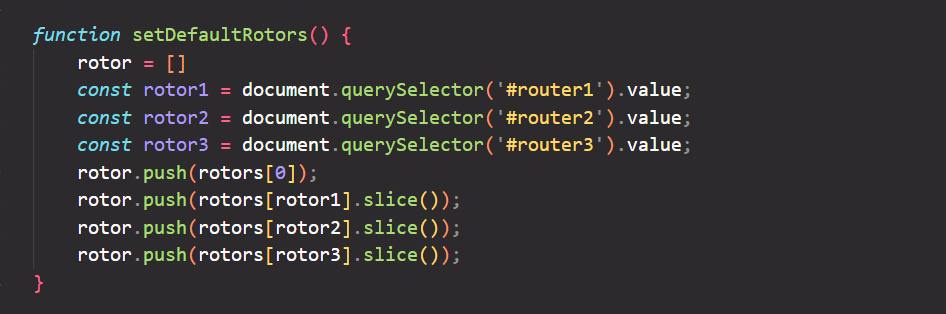 function setDefaultRotors() {
    rotor = []
    const rotor1 = document.querySelector('#router1').value;
    const rotor2 = document.querySelector('#router2').value;
    const rotor3 = document.querySelector('#router3').value;
    rotor.push(rotors[0]);
    rotor.push(rotors[rotor1].slice());
    rotor.push(rotors[rotor2].slice());
    rotor.push(rotors[rotor3].slice());
}